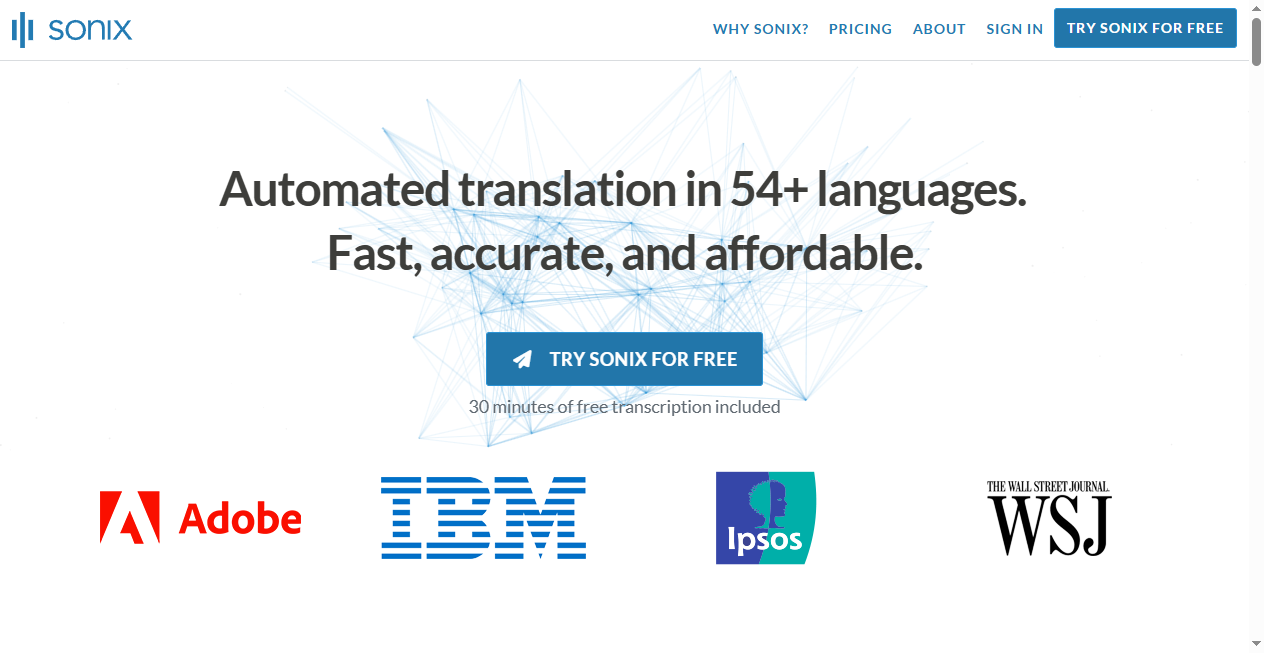 sonix
WHY SONIX?
PRICING
ABOUT
SIGN IN
TRY SONIX FOR FREE
Automated translation in 54+ languages.
Fast, accurate, and affordable.
TRY SONIX FOR FREE
30 minutes of free transcription included
Adobe
IBM
Ipsos
THE WALL STREET JOURNAL.
WSJ